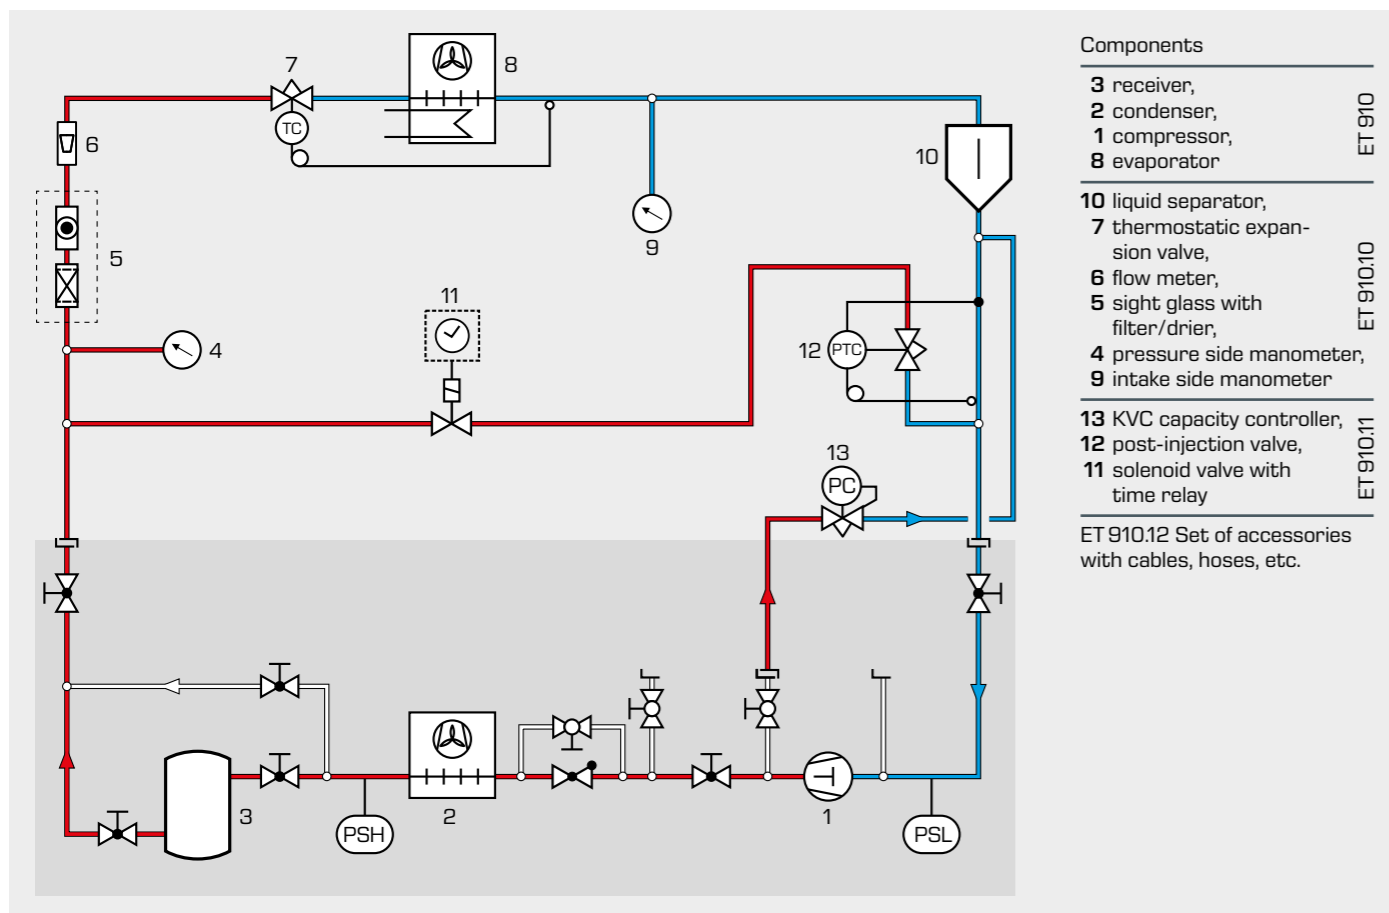 7
8
TC
6
10
5
9
11
4
12
PTC
13
PC
3
PSH
2
1
PSL
Components
3 receiver,
2 condenser,
1 compressor,
8 evaporator
ET 910
10 liquid separator,
7 thermostatic expan-
sion valve,
6 flow meter,
5 sight glass with
filter/drier,
4 pressure side manometer,
9 intake side manometer
ET 910.10
13 KVC capacity controller,
12 post-injection valve,
11 solenoid valve with
time relay
ET 910.11
ET 910.12 Set of accessories
with cables, hoses, etc.